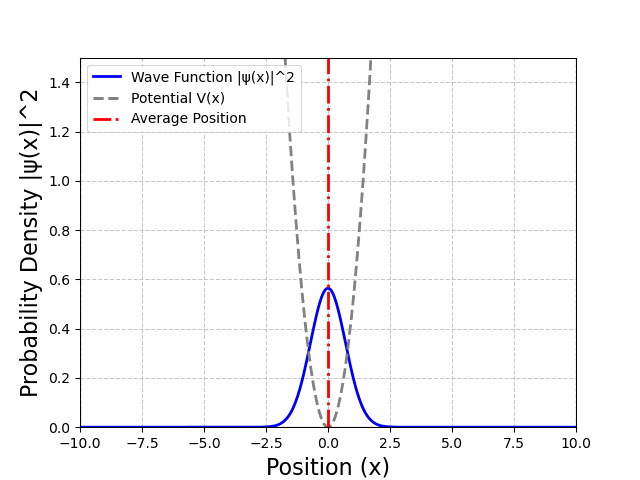 Wave Function |ψ(x)|^2
Potential V(x)
Average Position
Probability Density |ψ(x)|^2
1.4
1.2
1.0
0.8
0.6
0.4
0.2
0.0
−10.0 −7.5 −5.0 −2.5 0.0 2.5 5.0 7.5 10.0
Position (x)